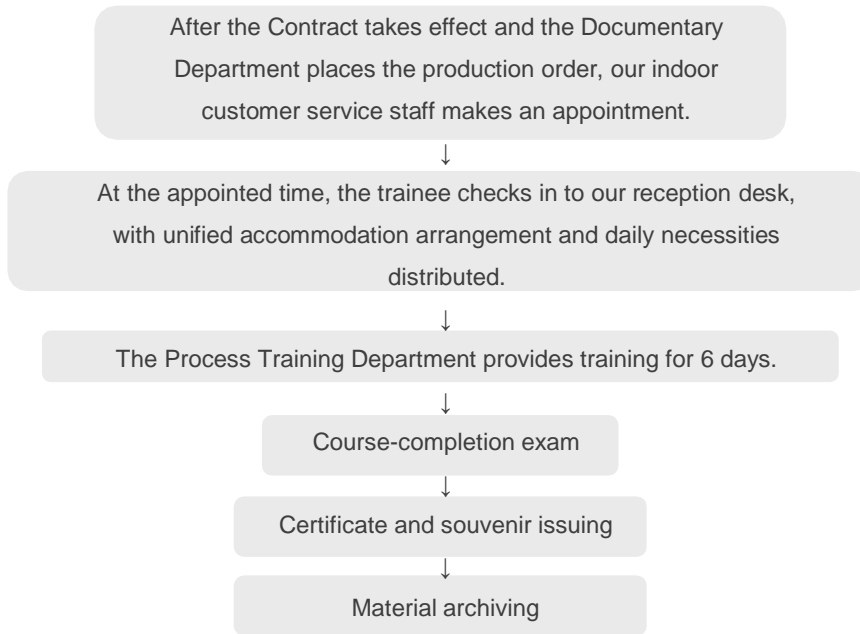 After the Contract takes effect and the Documentary
Department places the production order, our indoor
customer service staff makes an appointment.
↓
At the appointed time, the trainee checks in to our reception desk,
with unified accommodation arrangement and daily necessities
distributed.
↓
The Process Training Department provides training for 6 days.
↓
Course-completion exam
↓
Certificate and souvenir issuing
↓
Material archiving